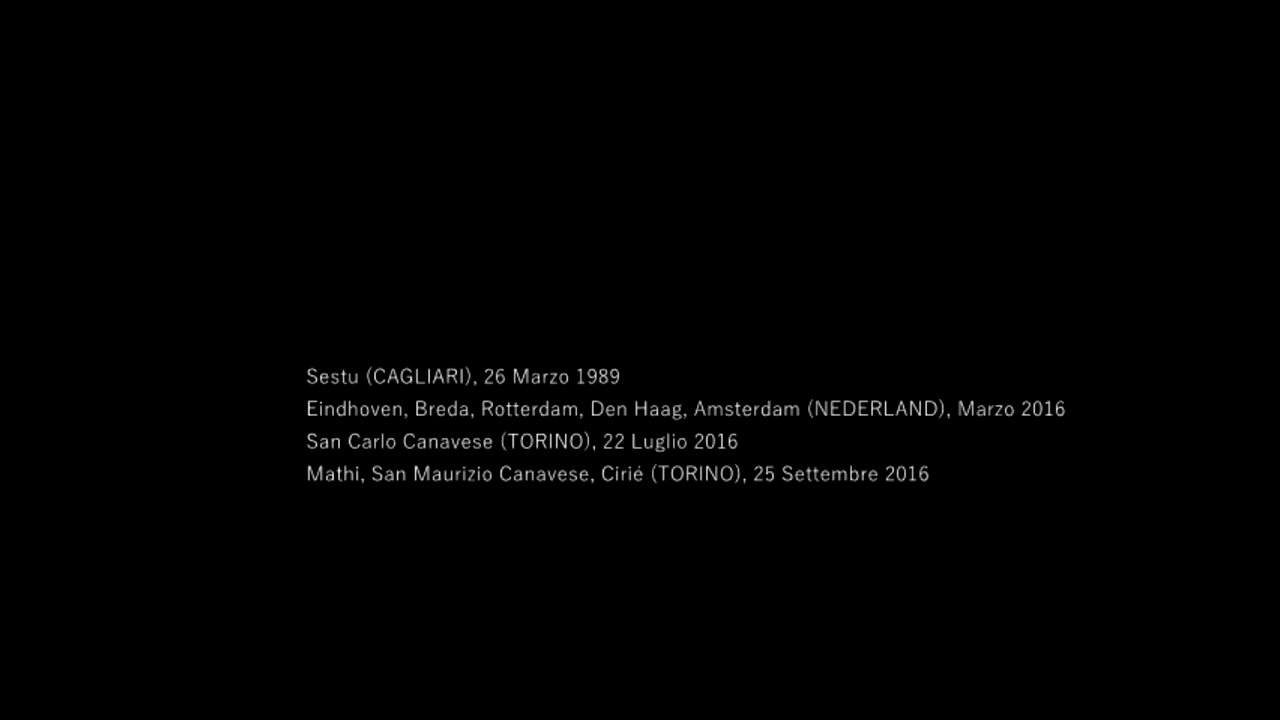 Sestu (CAGLIARI), 26 Marzo 1989
Eindhoven, Breda, Rotterdam, Den Haag, Amsterdam (NEDERLAND), Marzo 2016
San Carlo Canavese (TORINO), 22 Luglio 2016
Mathi, San Maurizio Canavese, Cirié (TORINO), 25 Settembre 2016